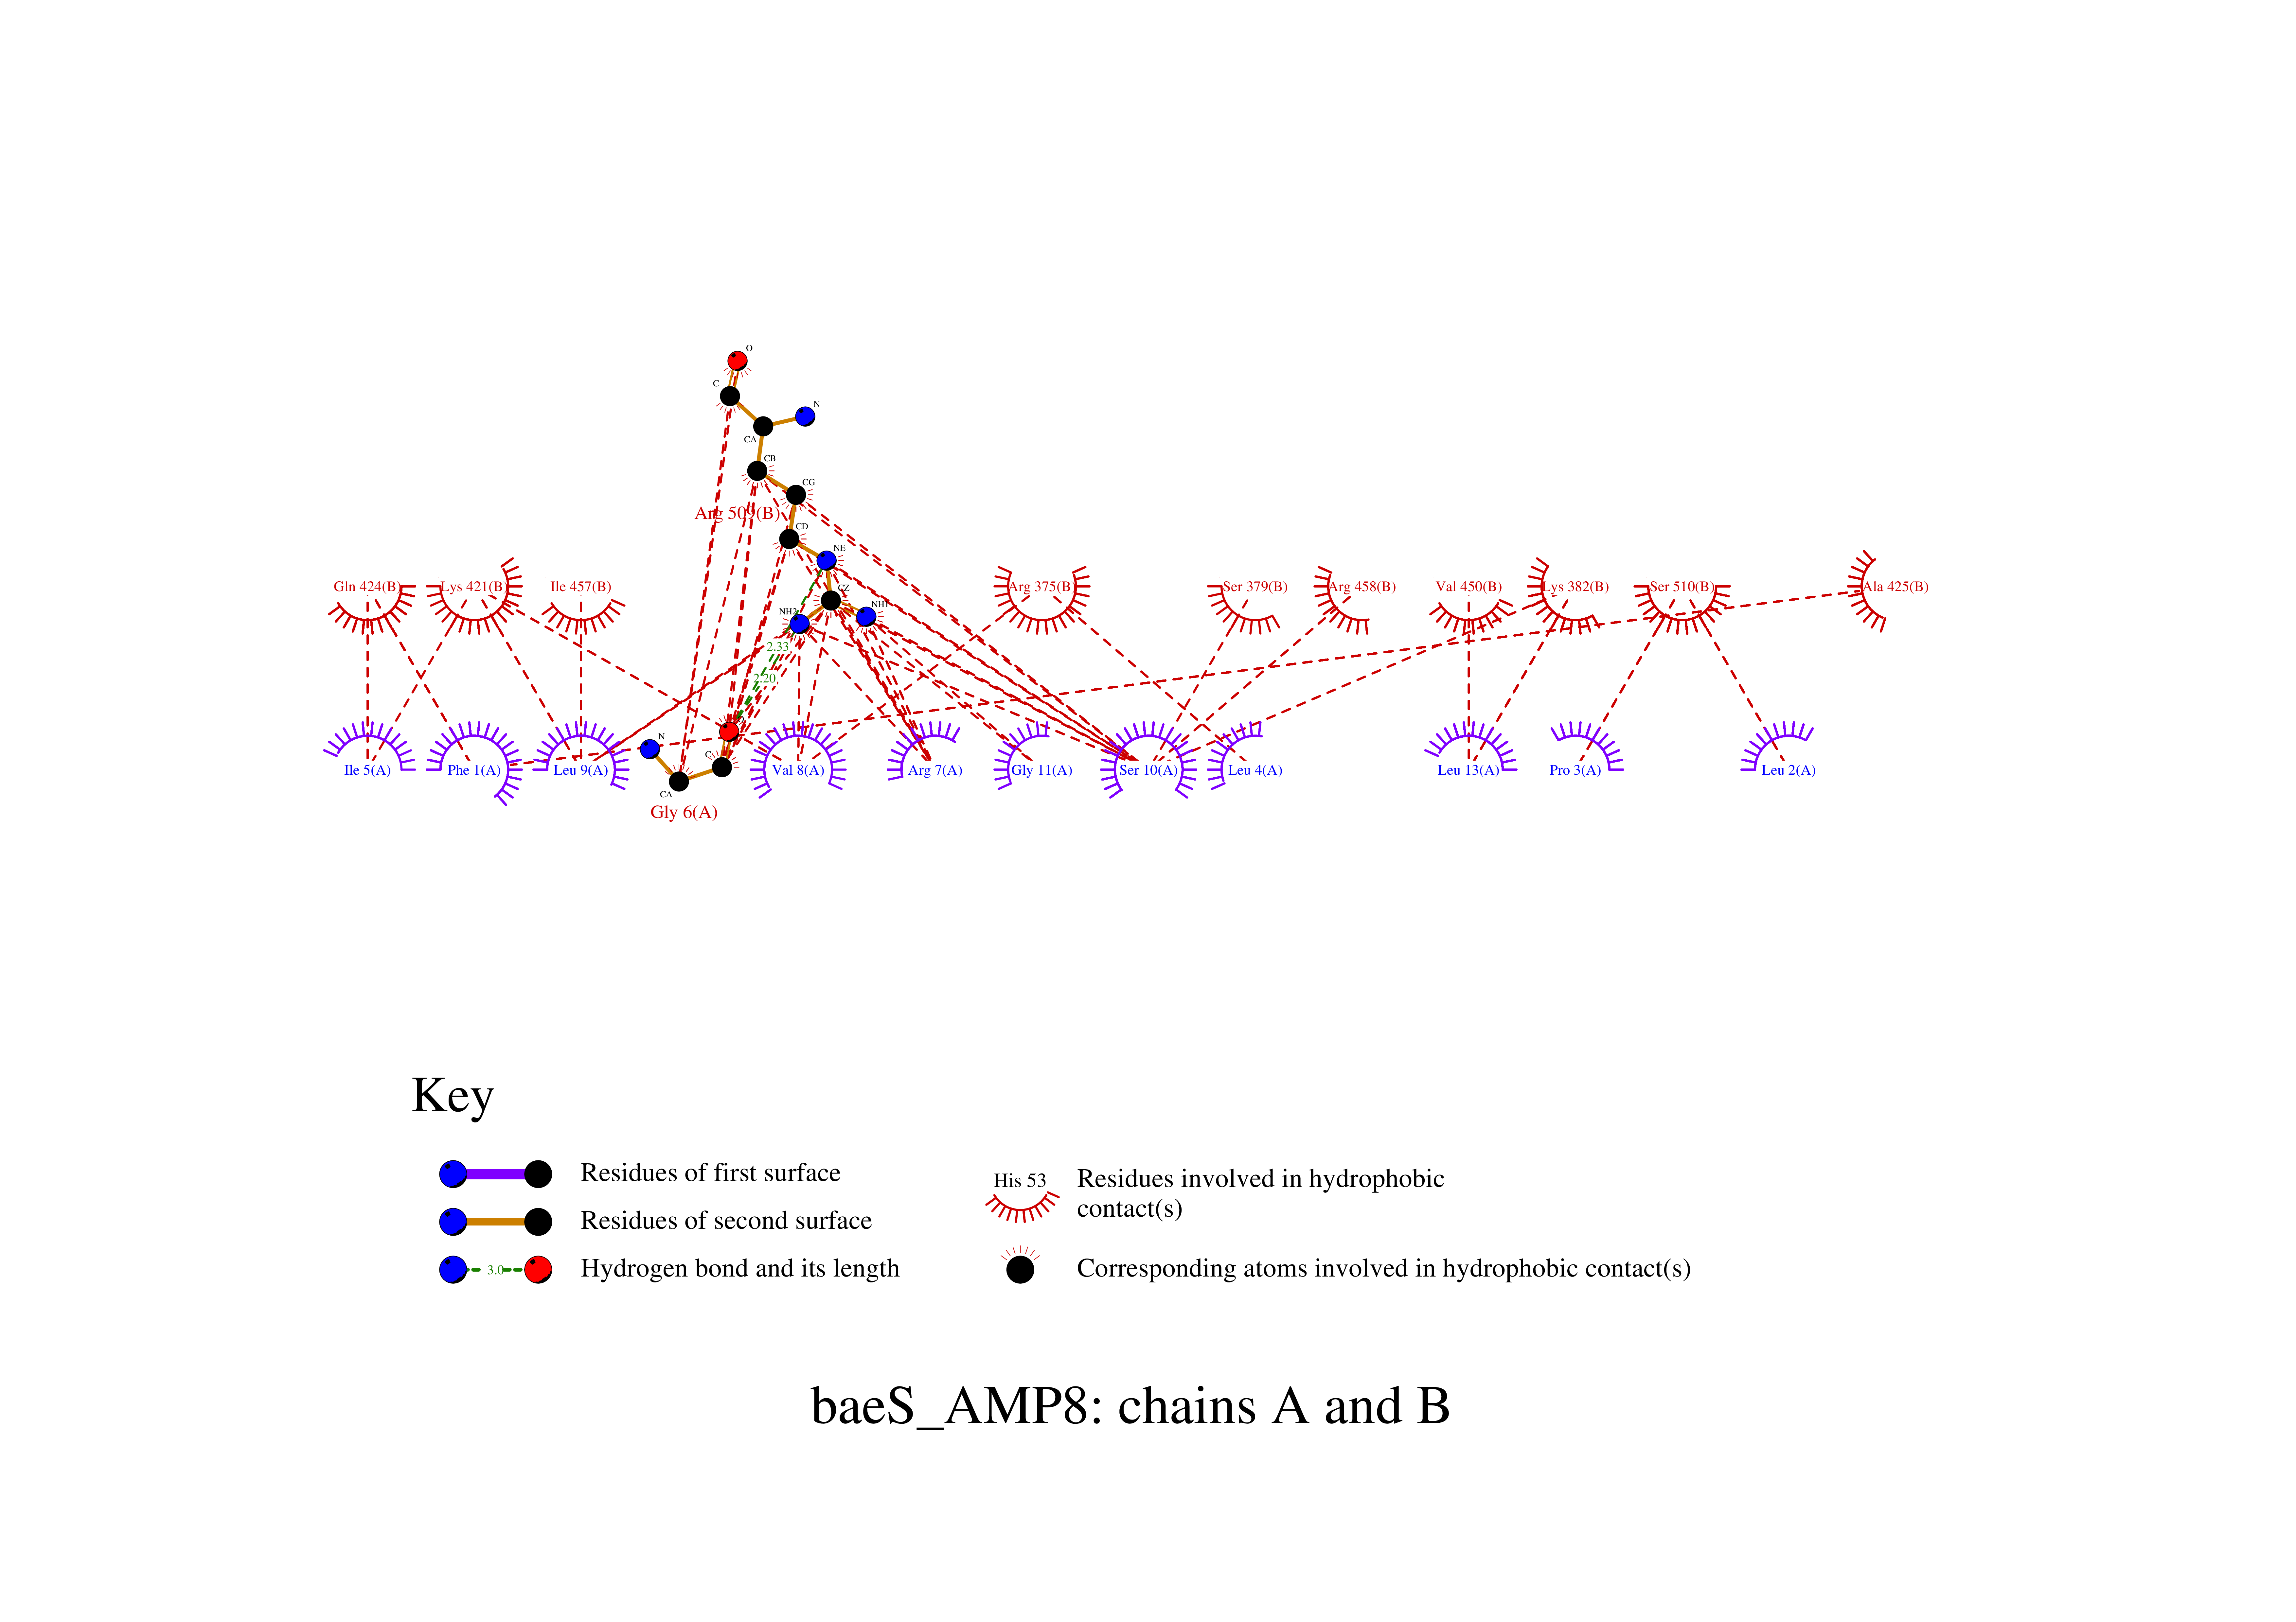 O
C
N
CA
CB
CG
Arg 509(B)
CD
NE
Gln 424(B)
Lys 421(B)
Ile 457(B)
CZ
NH1
NH2
Arg 375(B)
Ser 379(B)
Arg 458(B)
Val 450(B)
Lys 382(B)
Ser 510(B)
Ala 425(B)
2.33
2.20
N
C
CA
Ile 5(A)
Phe 1(A)
Leu 9(A)
Val 8(A)
Arg 7(A)
Gly 11(A)
Ser 10(A)
Leu 4(A)
Leu 13(A)
Pro 3(A)
Leu 2(A)
Gly 6(A)
Key
Residues of first surface
Residues of second surface
3.0
Hydrogen bond and its length
His 53
Residues involved in hydrophobic
contact(s)
Corresponding atoms involved in hydrophobic contact(s)
baeS_AMP8: chains A and B